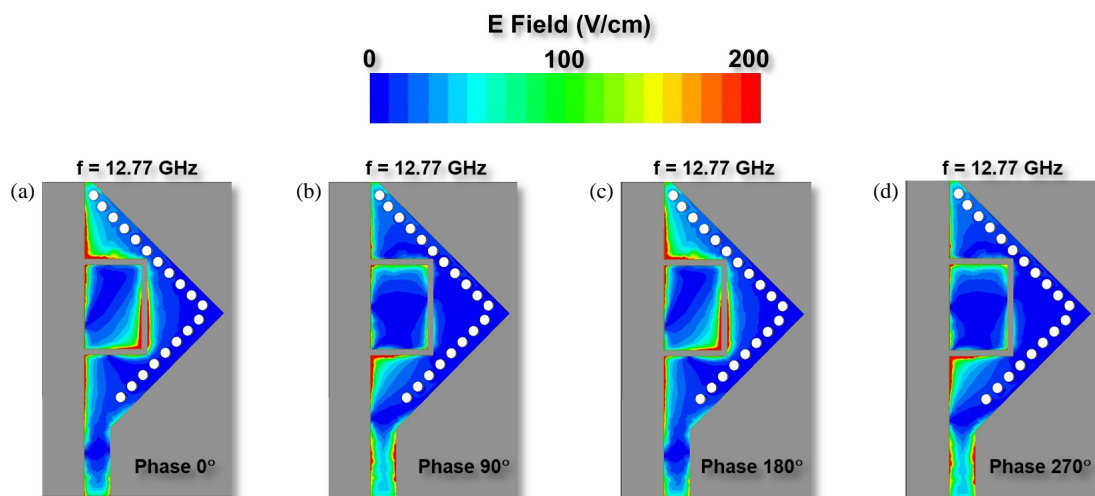 E Field (V/cm)
0 100 200
f = 12.77 GHz f = 12.77 GHz f = 12.77 GHz f = 12.77 GHz
(a) (b) (c) (d)
Phase 0° Phase 90° Phase 180° Phase 270°